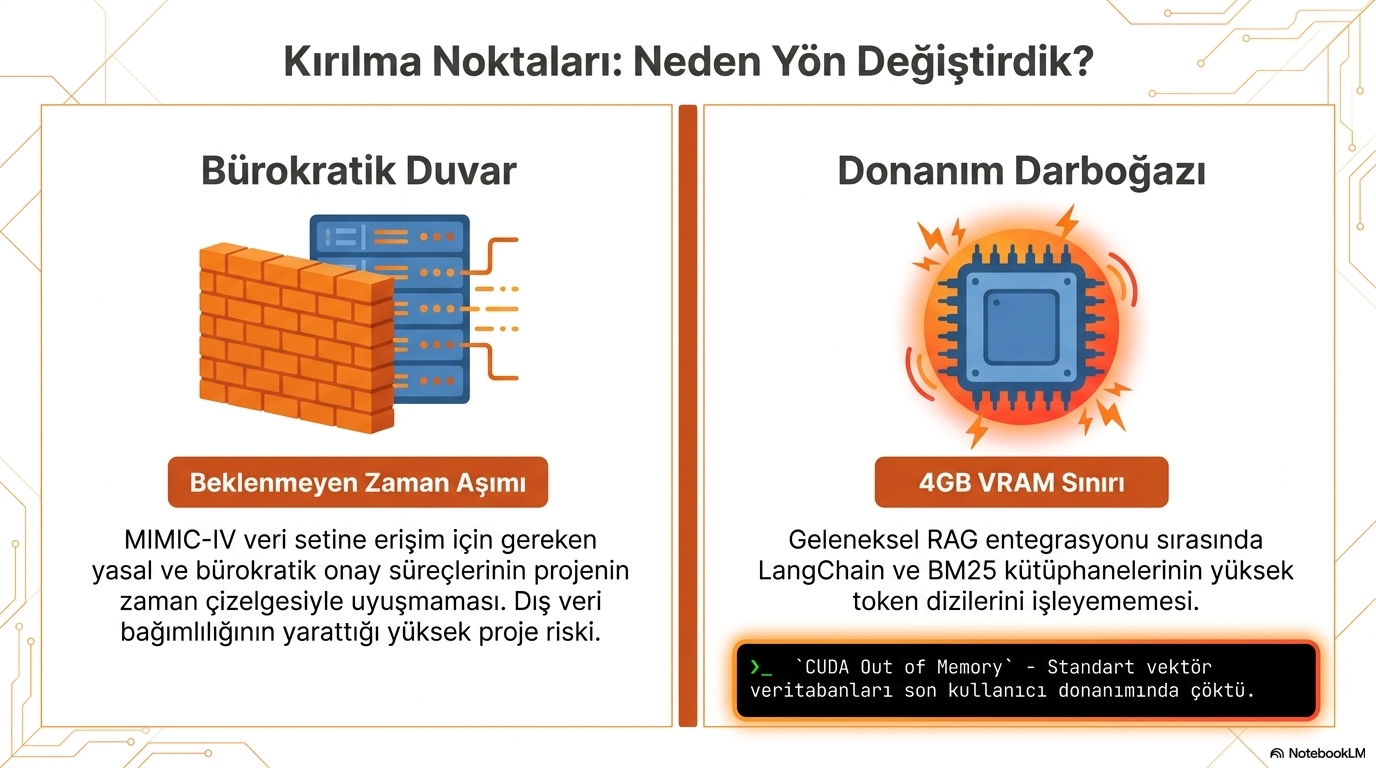 Kırılma Noktaları: Neden Yön Değiştirdik?
Bürokratik Duvar
Beklenmeyen Zaman Aşımı
MIMIC-IV veri setine erişim için gereken
yasal ve bürokratik onay süreçlerinin projenin
zaman çizelgesiyle uyuşmaması. Dış veri
bağımlılığının yarattığı yüksek proje riski.
Donanım Darboğazı
4GB VRAM Sınırı
Geleneksel RAG entegrasyonu sırasında
LangChain ve BM25 kütüphanelerinin yüksek
token dizilerini işleyememesi.
❯_ `CUDA Out of Memory` - Standart vektör
veritabanları son kullanıcı donanımında çöktü.
NotebookLM